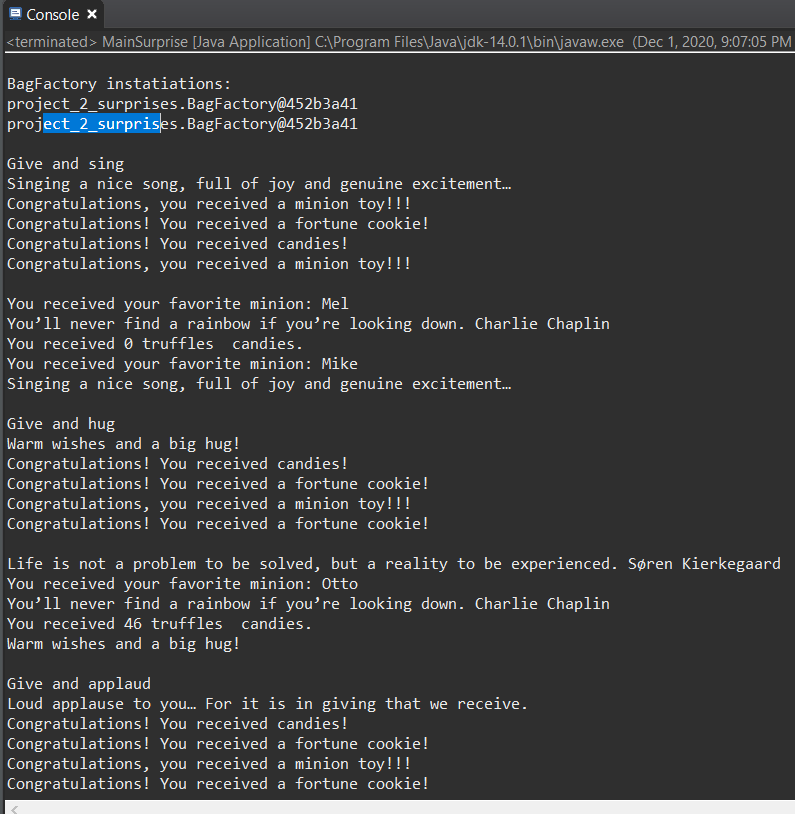 Console
<terminated> MainSurprise [Java Application] C:\Program Files\Java\jdk-14.0.1\bin\javaw.exe (Dec 1, 2020, 9:07:05 PM
BagFactory instatiations:
project_2_surprises.BagFactory@452b3a41
project_2_surprises.BagFactory@452b3a41
Give and sing
Singing a nice song, full of joy and genuine excitement…
Congratulations, you received a minion toy!!!
Congratulations! You received a fortune cookie!
Congratulations! You received candies!
Congratulations, you received a minion toy!!!
You received your favorite minion: Mel
You’ll never find a rainbow if you’re looking down. Charlie Chaplin
You received 0 truffles  candies.
You received your favorite minion: Mike
Singing a nice song, full of joy and genuine excitement…
Give and hug
Warm wishes and a big hug!
Congratulations! You received candies!
Congratulations! You received a fortune cookie!
Congratulations, you received a minion toy!!!
Congratulations! You received a fortune cookie!
Life is not a problem to be solved, but a reality to be experienced. Søren Kierkegaard
You received your favorite minion: Otto
You’ll never find a rainbow if you’re looking down. Charlie Chaplin
You received 46 truffles  candies.
Warm wishes and a big hug!
Give and applaud
Loud applause to you… For it is in giving that we receive.
Congratulations! You received candies!
Congratulations! You received a fortune cookie!
Congratulations, you received a minion toy!!!
Congratulations! You received a fortune cookie!